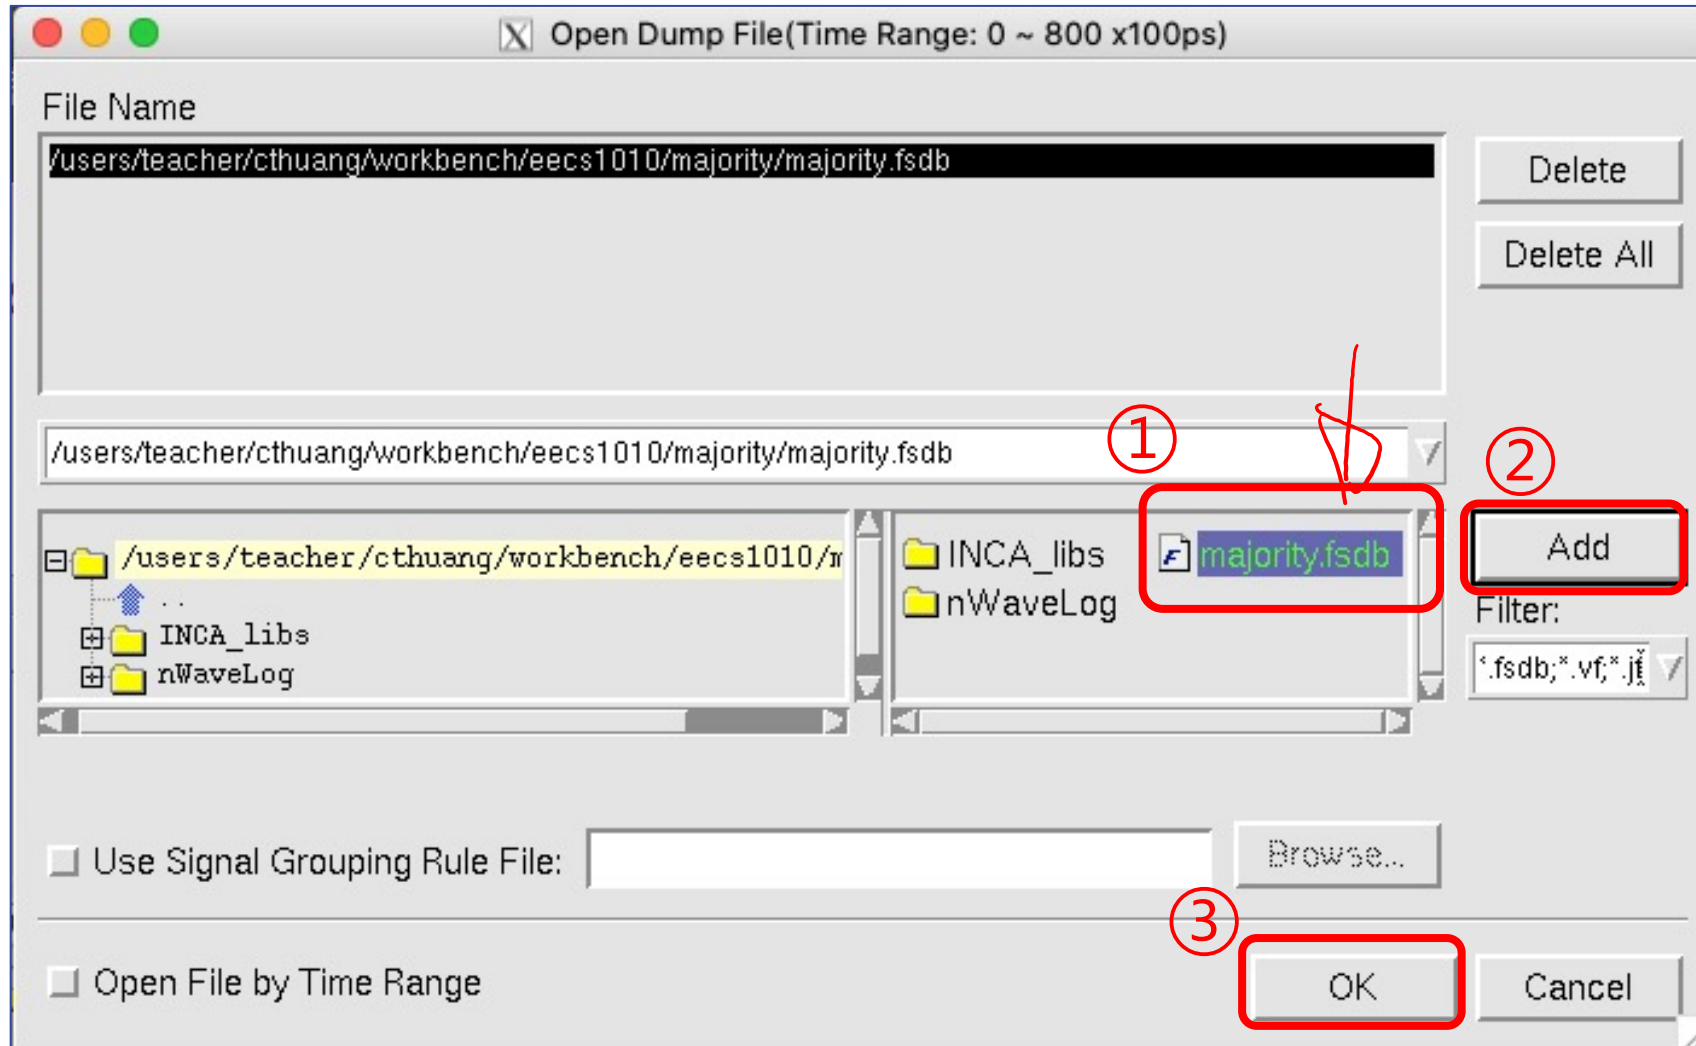 X Open Dump File(Time Range: 0 ~ 800 x100ps)
File Name
/users/teacher/cthuang/workbench/eecs1010/majority/majority.fsdb
Delete
Delete All
①
/users/teacher/cthuang/workbench/eecs1010/majority/majority.fsdb
②
/users/teacher/cthuang/workbench/eecs1010/m
..
INCA_libs
nWaveLog
INCA_libs
nWaveLog
F majority.fsdb
Add
Filter:
*.fsdb;*.vf;*.jf
Use Signal Grouping Rule File:
Browse...
③
Open File by Time Range
OK
Cancel